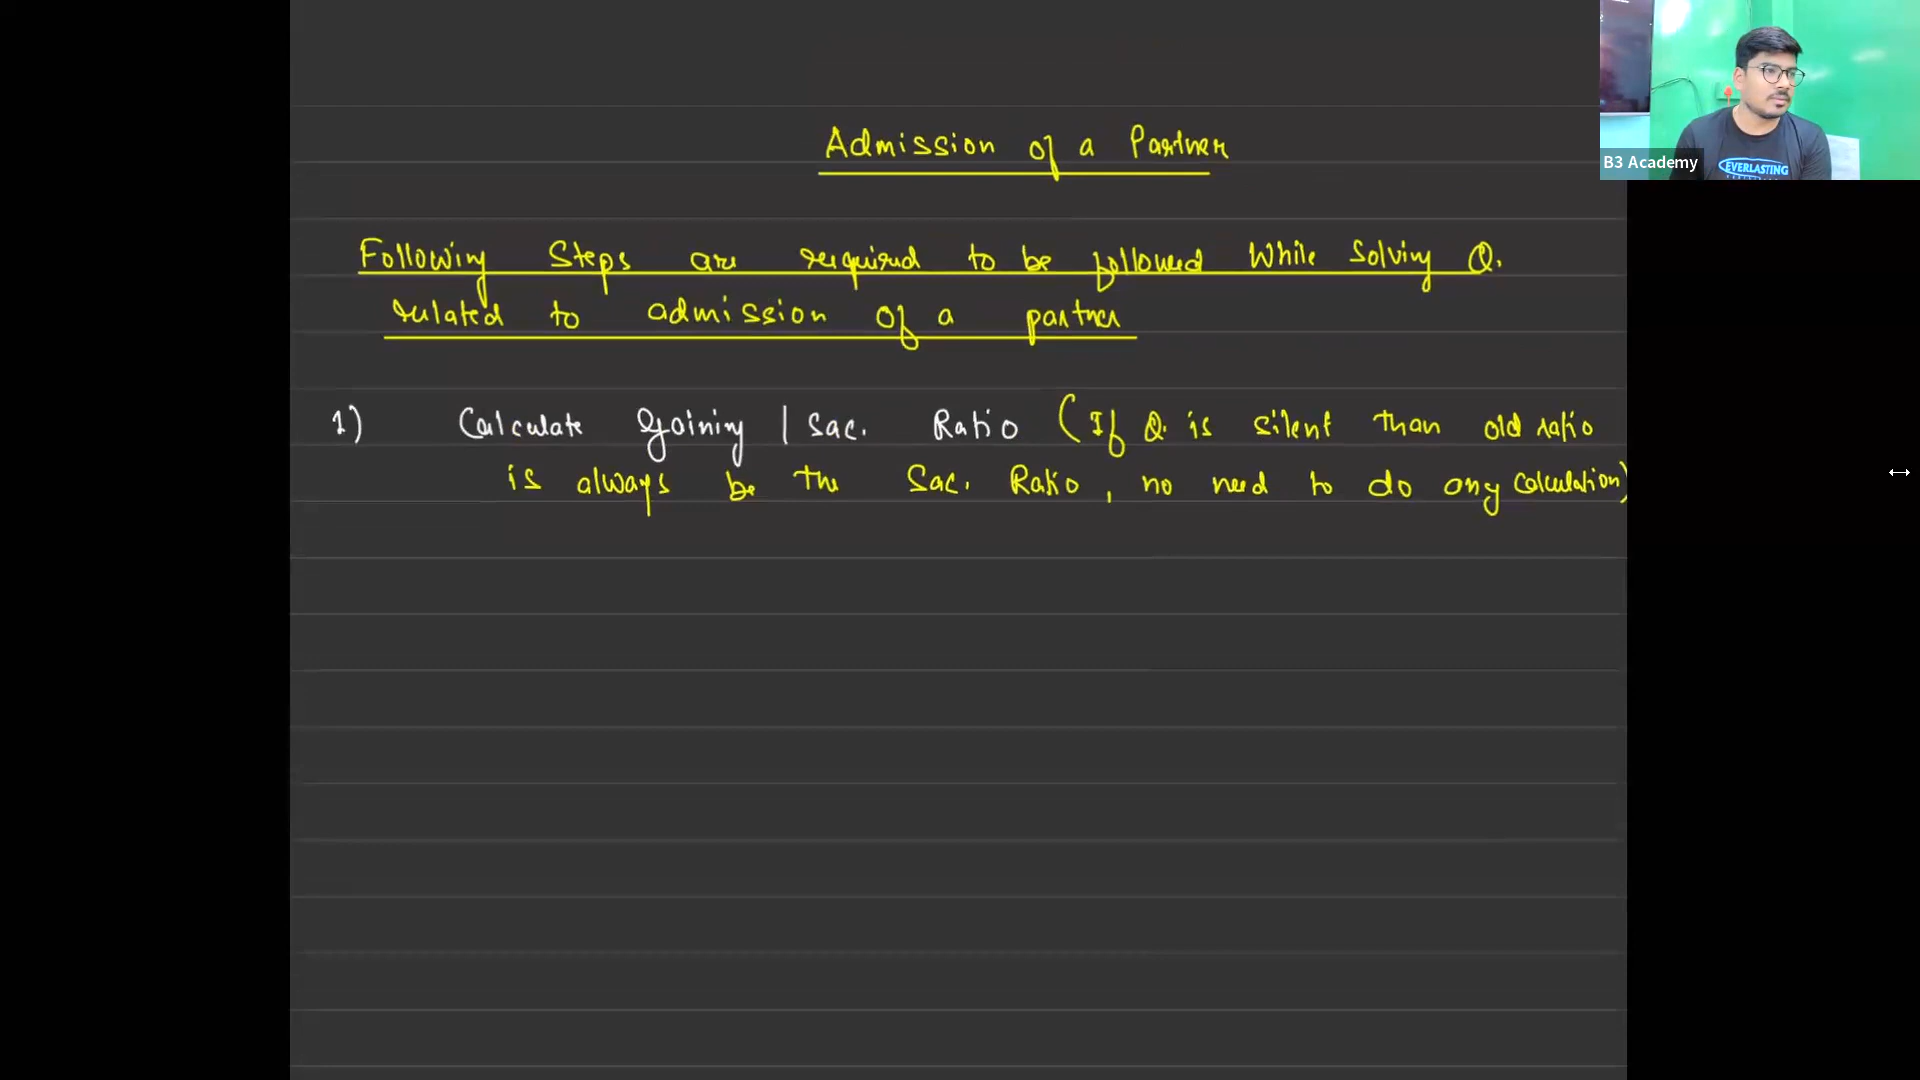 Admission of a Partner
Following Steps are required to be followed While Solving Q.
related to admission of a partner
1) Calculate Gaining | Sac. Ratio (If Q. is silent than old ratio
is always be the Sac. Ratio, no need to do any calculation)
B3 Academy
EVERLASTING